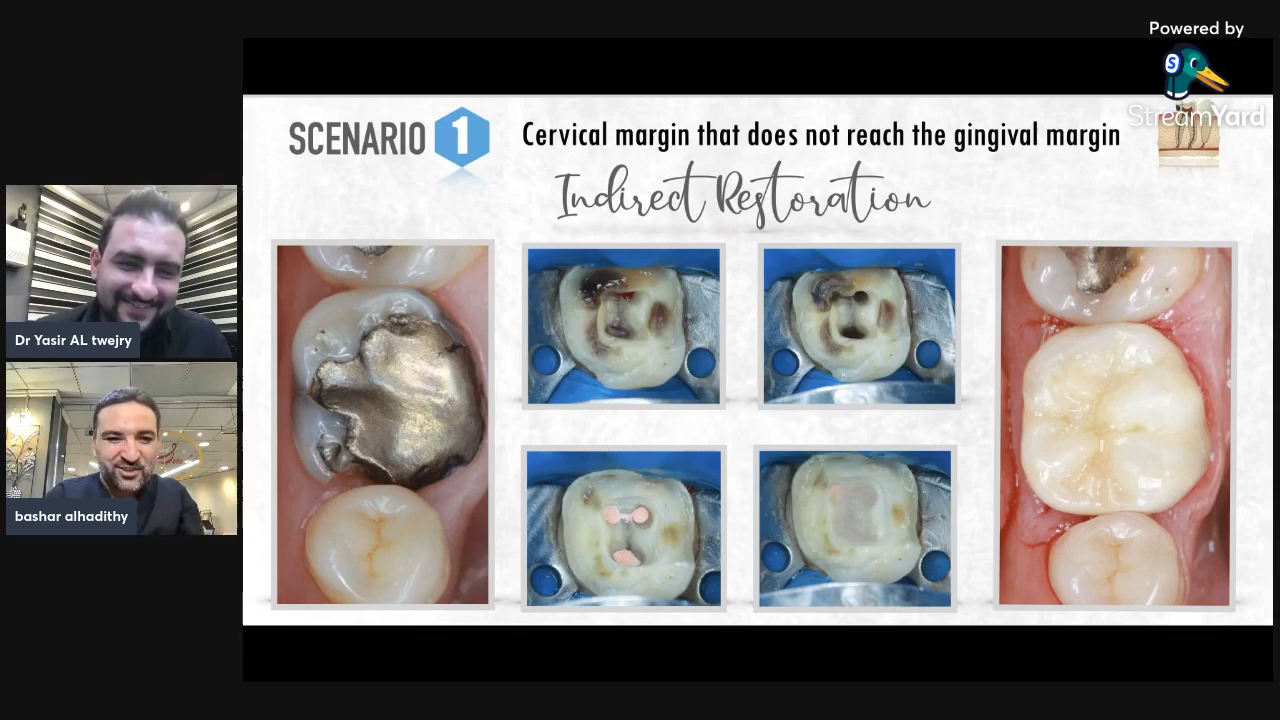 Powered by
S
StreamYard
SCENARIO 1
Cervical margin that does not reach the gingival margin
Indirect Restoration
Dr Yasir AL twejry
bashar alhadithy